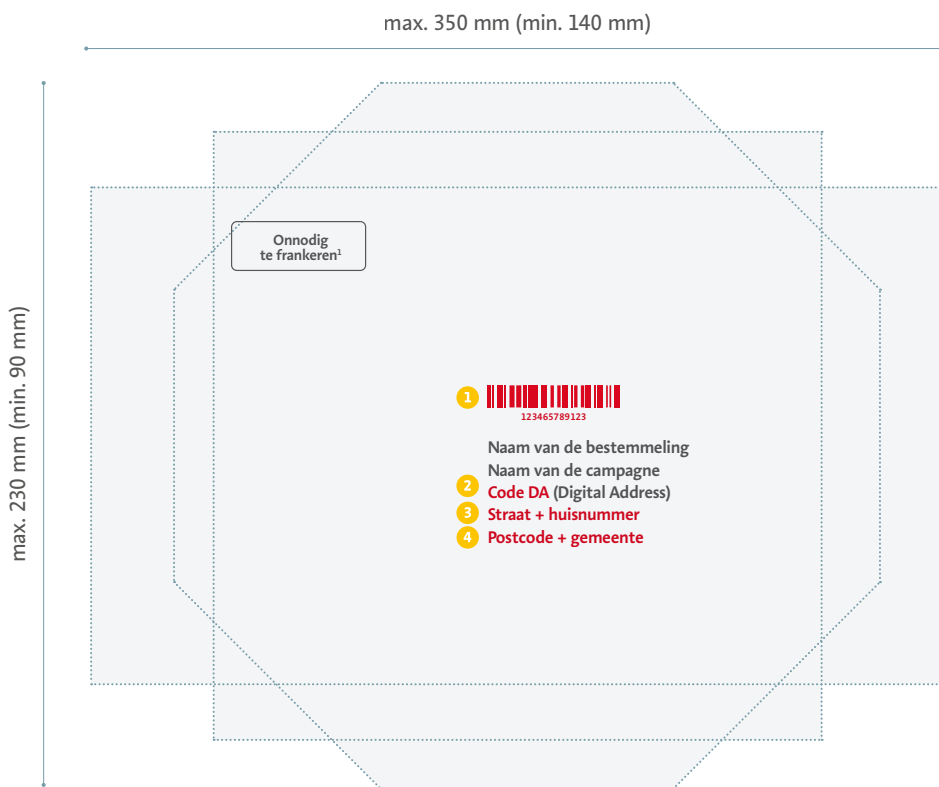 max. 350 mm (min. 140 mm)
max. 230 mm (min. 90 mm)
Onnodig
te frankeren¹
1
123465789123
Naam van de bestemmeling
Naam van de campagne
2 Code DA (Digital Address)
3 Straat + huisnummer
4 Postcode + gemeente